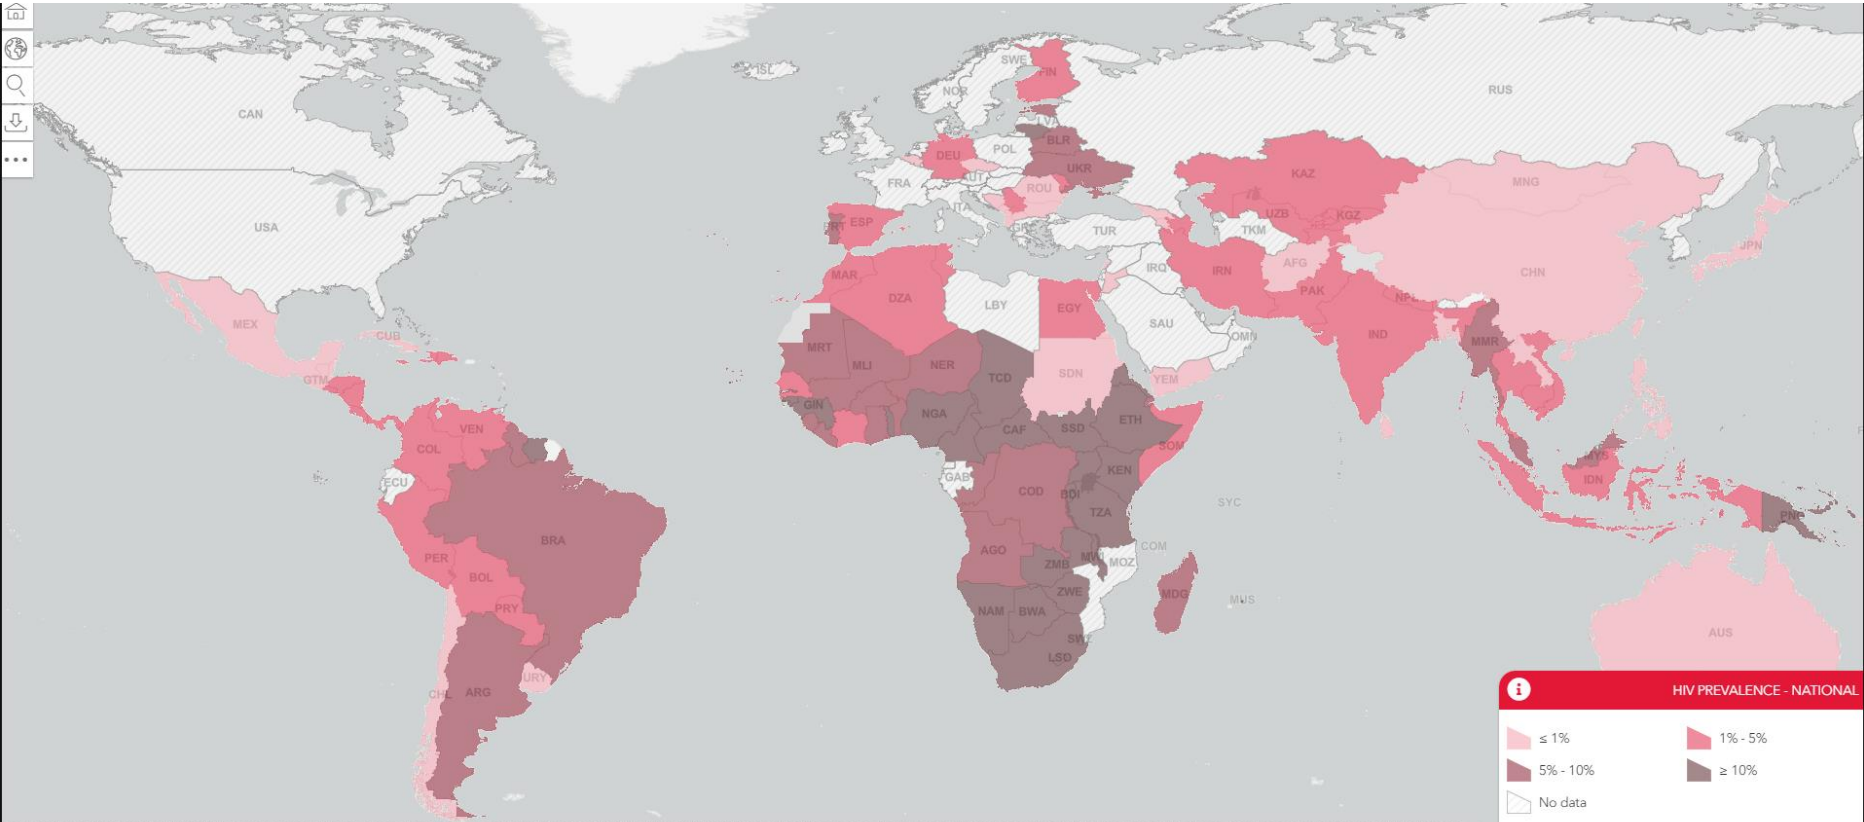 ISL
SWE
FIN
NOR
RUS
CAN
LVA
BLR
DEU
POL
UKR
KAZ
FRA
AUT
ROU
MNG
ITA
UZB
KGZ
USA
PRT
ESP
GRC
TUR
TKM
JPN
MAR
IRQ
IRN
AFG
CHN
DZA
LBY
EGY
PAK
NPL
MEX
CUB
SAU
OMN
IND
MRT
MLI
NER
TCD
SDN
YEM
MMR
GTM
GIN
NGA
ETH
VEN
COL
CAF
SSD
SOM
ECU
GAB
COD
KEN
BDI
MYS
IDN
SYC
TZA
PNG
BRA
AGO
COM
PER
ZMB
MWI
MOZ
BOL
ZWE
MDG
MUS
PRY
NAM
BWA
SWZ
AUS
LSO
URY
CHL
ARG
HIV PREVALENCE - NATIONAL
≤ 1%
1% - 5%
5% - 10%
≥ 10%
No data